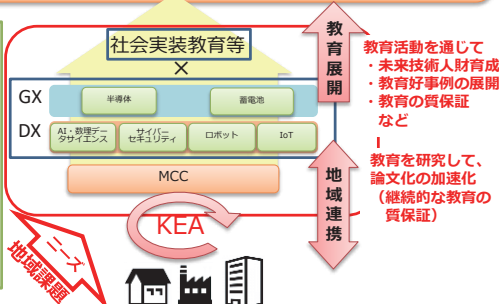 社会実装教育等
×
GX
半導体
蓄電池
DX
AI・数理デー
タサイエンス
サイバー
セキュリティ
ロボット
IoT
MCC
KEA
ニーズ
地域課題
教育展開
地域連携
教育活動を通じて
・未来技術人財育成
・教育好事例の展開
・教育の質保証
など
教育を研究して、
論文化の加速化
（継続的な教育の
質保証）